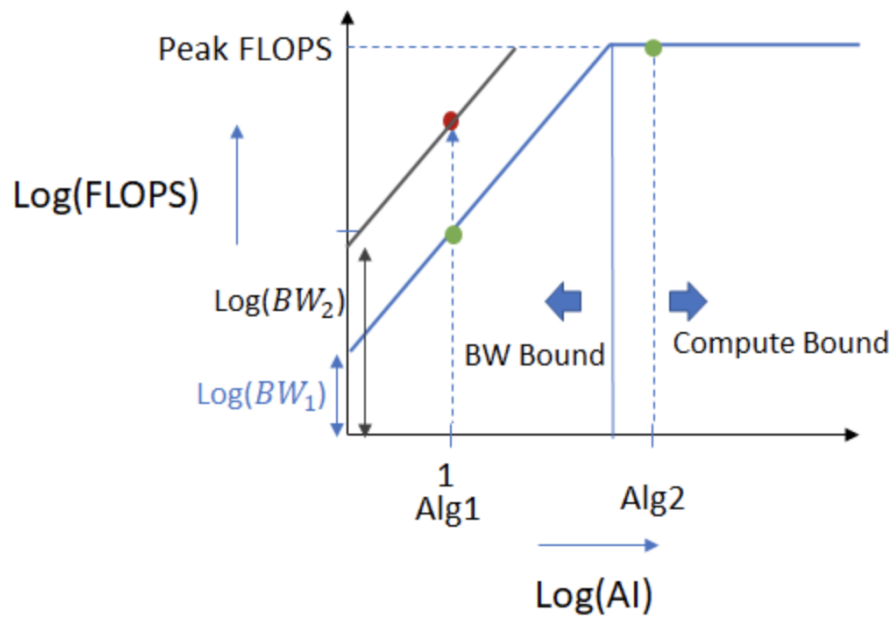 Peak FLOPS
Log(FLOPS)
Log(BW₂)
BW Bound
Compute Bound
Log(BW₁)
1
Alg1
Alg2
Log(AI)